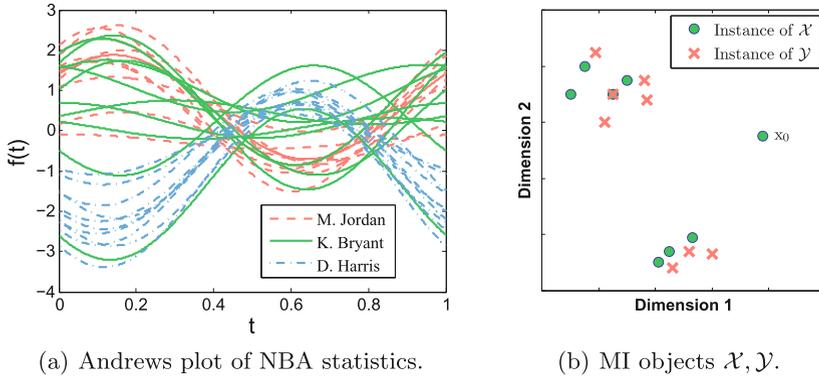 3
2
1
0
−1
−2
−3
−4
f(t)
0
0.2
0.4
0.6
0.8
1
t
M. Jordan
K. Bryant
D. Harris
(a) Andrews plot of NBA statistics.
Instance of 𝒳
Instance of 𝒴
x₀
Dimension 2
Dimension 1
(b) MI objects 𝒳, 𝒴.